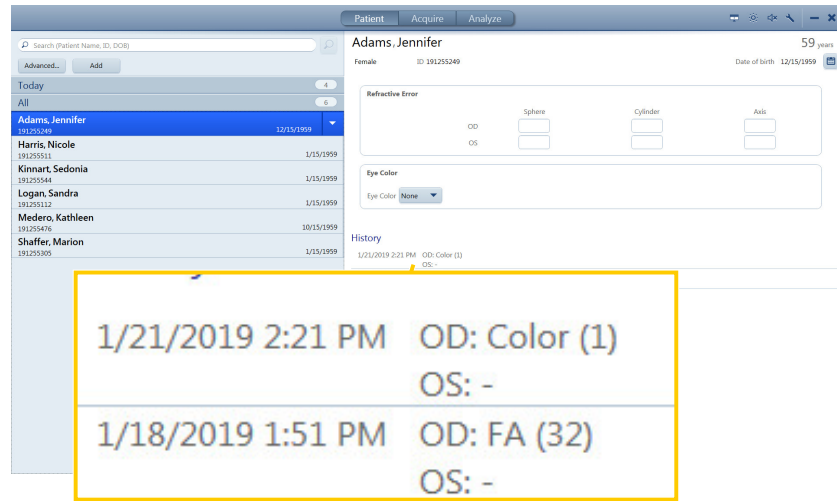 Patient Acquire Analyze
Search (Patient Name, ID, DOB)
Advanced... Add
Today 4
All 6
Adams, Jennifer
191255249 12/15/1959
Harris, Nicole
191255511 1/15/1959
Kinnart, Sedonia
191255544 1/15/1959
Logan, Sandra
191255112 1/15/1959
Medero, Kathleen
191255476 10/15/1959
Shaffer, Marion
191255305 1/15/1959
Adams, Jennifer 59 years
Female ID 191255249 Date of birth 12/15/1959
Refractive Error
Sphere Cylinder Axis
OD
OS
Eye Color
Eye Color None
History
1/21/2019 2:21 PM OD: Color (1)
OS: -
1/21/2019 2:21 PM OD: Color (1)
OS: -
1/18/2019 1:51 PM OD: FA (32)
OS: -